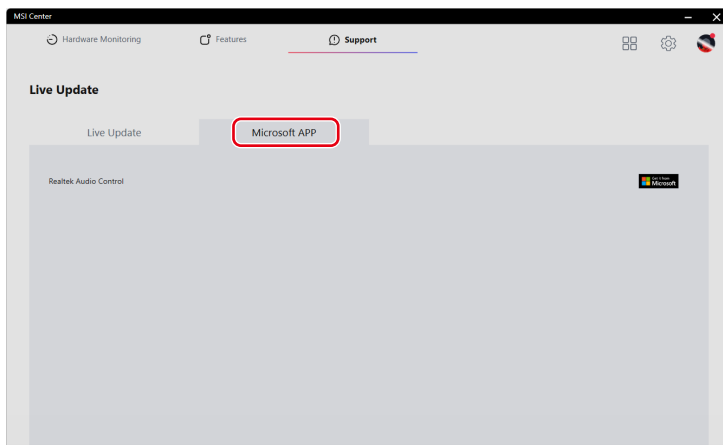 MSI Center
Hardware Monitoring Features Support
Live Update
Live Update Microsoft APP
Realtek Audio Control
Microsoft